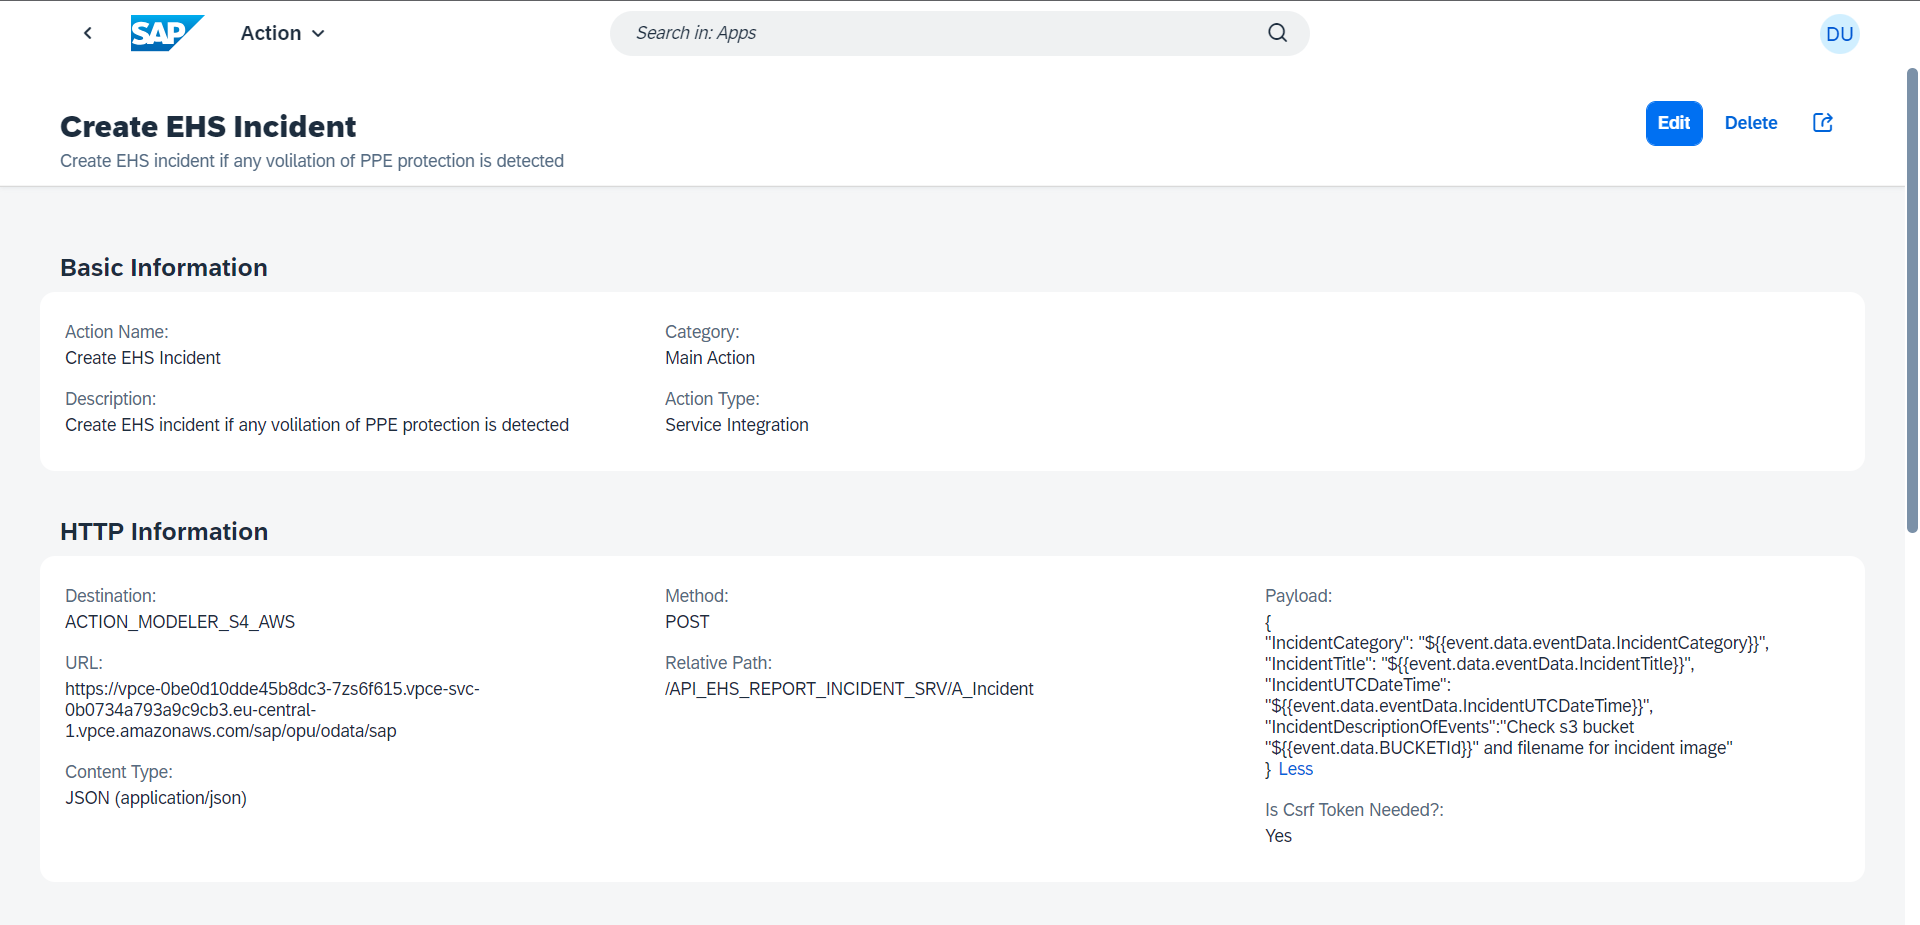 SAP
Action
Search in: Apps
DU
Create EHS Incident
Create EHS incident if any volilation of PPE protection is detected
Edit
Delete
Basic Information
Action Name:
Create EHS Incident
Category:
Main Action
Description:
Create EHS incident if any volilation of PPE protection is detected
Action Type:
Service Integration
HTTP Information
Destination:
ACTION_MODELER_S4_AWS
URL:
https://vpce-0be0d10dde45b8dc3-7zs6f615.vpce-svc-
0b0734a793a9c9cb3.eu-central-
1.vpce.amazonaws.com/sap/opu/odata/sap
Content Type:
JSON (application/json)
Method:
POST
Relative Path:
/API_EHS_REPORT_INCIDENT_SRV/A_Incident
Payload:
{
"IncidentCategory": "${{event.data.eventData.IncidentCategory}}",
"IncidentTitle": "${{event.data.eventData.IncidentTitle}}",
"IncidentUTCDateTime":
"${{event.data.eventData.IncidentUTCDateTime}}",
"IncidentDescriptionOfEvents":"Check s3 bucket
"${{event.data.BUCKETId}}" and filename for incident image"
} Less
Is Csrf Token Needed?:
Yes